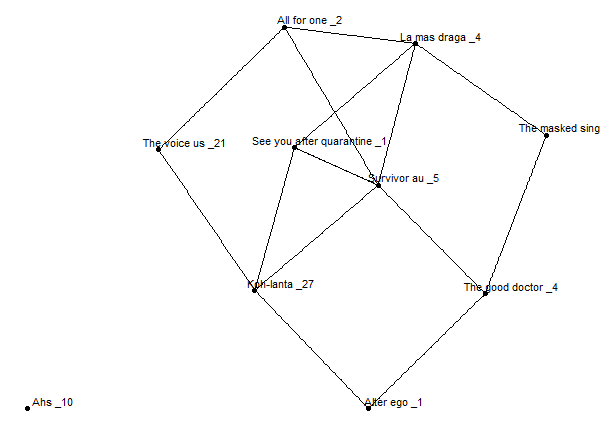 All for one _2
La mas draga _4
The masked sing
The voice us _21
See you after quarantine _1
Survivor au _5
Koh-lanta _27
The good doctor _4
Ahs _10
Alter ego _1